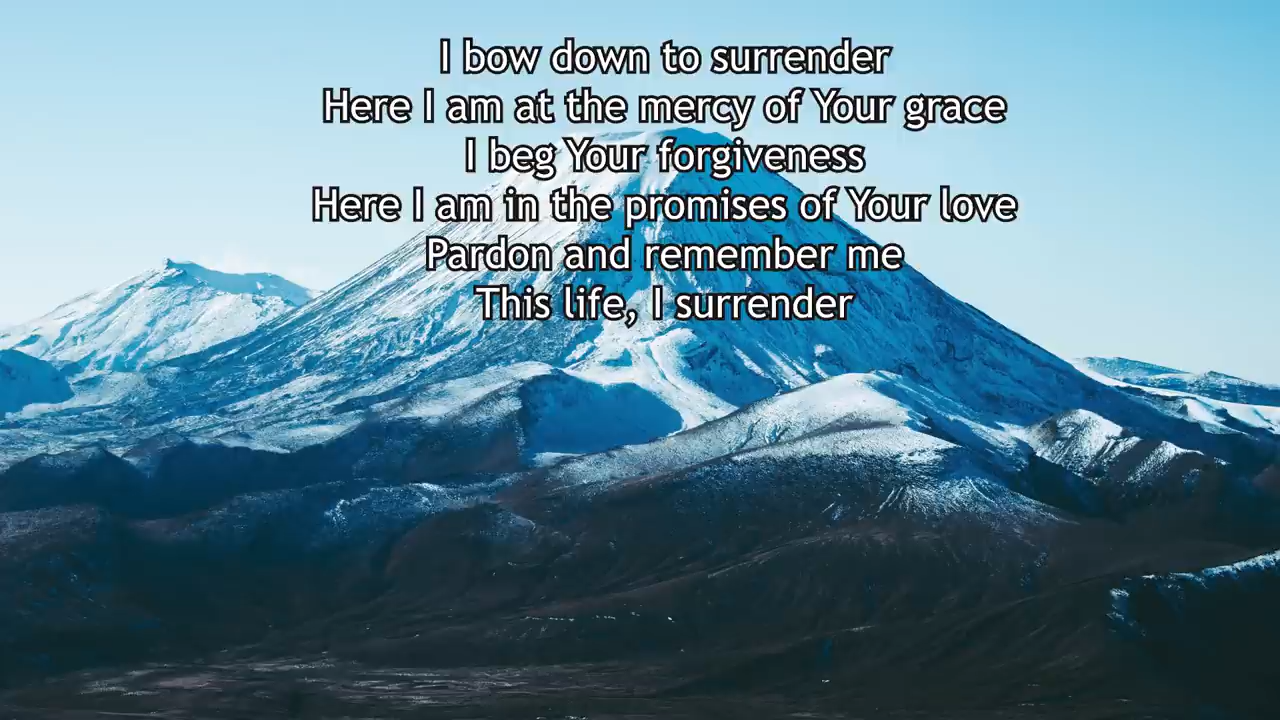 I bow down to surrender
Here I am at the mercy of Your grace
I beg Your forgiveness
Here I am in the promises of Your love
Pardon and remember me
This life, I surrender